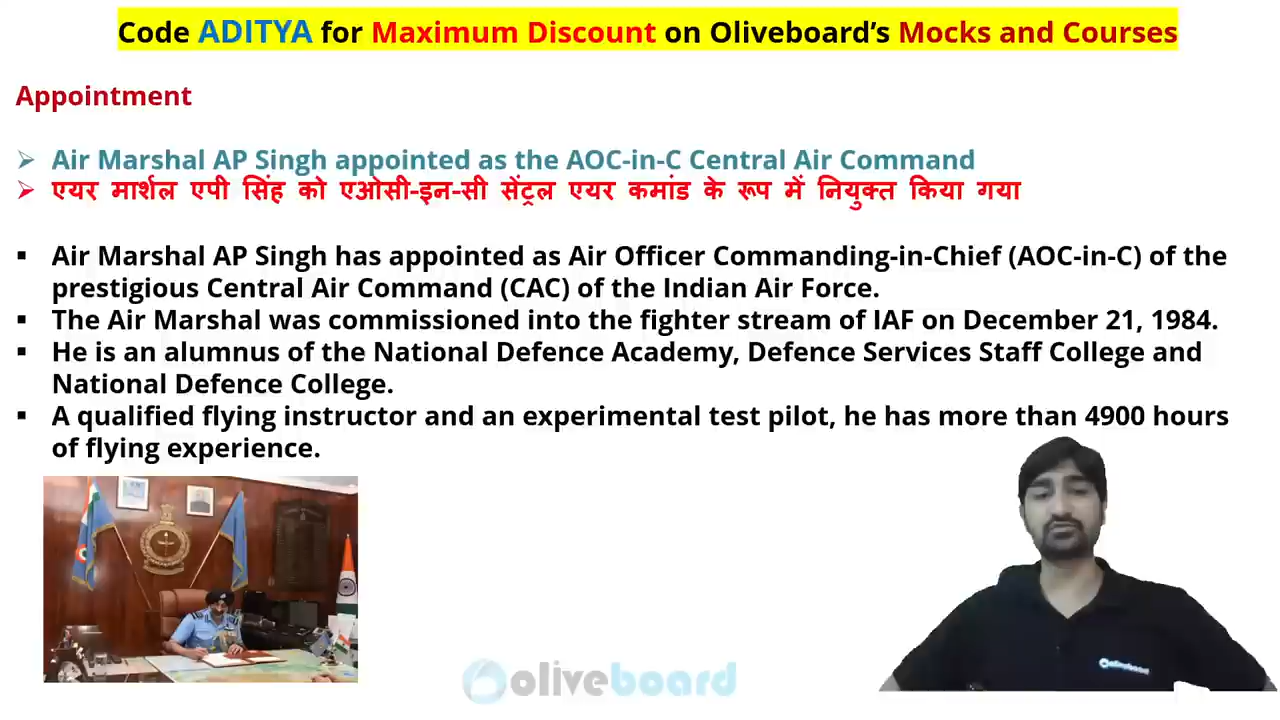 Code ADITYA for Maximum Discount on Oliveboard's Mocks and Courses
Appointment
Air Marshal AP Singh appointed as the AOC-in-C Central Air Command
एयर मार्शल एपी सिंह को एओसी-इन-सी सेंट्रल एयर कमांड के रूप में नियुक्त किया गया
Air Marshal AP Singh has appointed as Air Officer Commanding-in-Chief (AOC-in-C) of the
prestigious Central Air Command (CAC) of the Indian Air Force.
The Air Marshal was commissioned into the fighter stream of IAF on December 21, 1984.
He is an alumnus of the National Defence Academy, Defence Services Staff College and
National Defence College.
A qualified flying instructor and an experimental test pilot, he has more than 4900 hours
of flying experience.
oliveboard
oliveboard